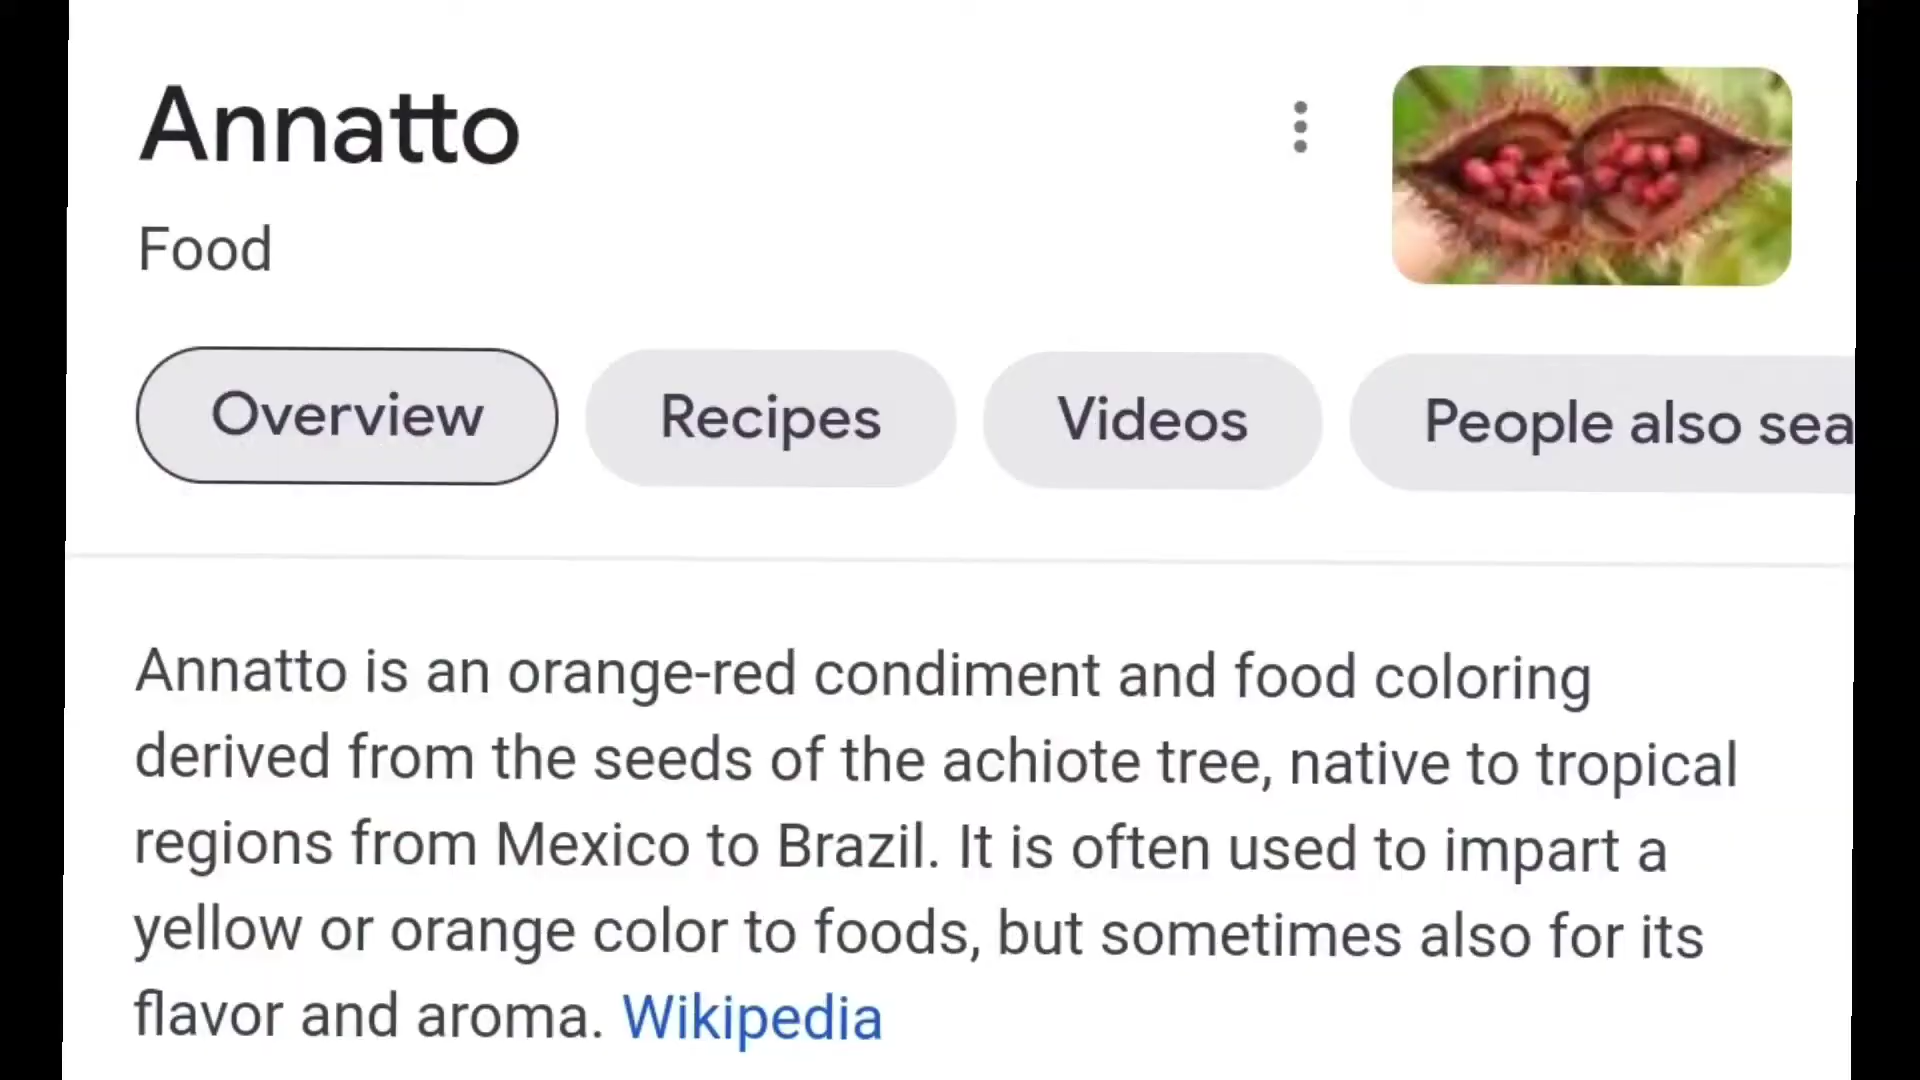 Annatto
Food
Overview
Recipes
Videos
People also sea
Annatto is an orange-red condiment and food coloring
derived from the seeds of the achiote tree, native to tropical
regions from Mexico to Brazil. It is often used to impart a
yellow or orange color to foods, but sometimes also for its
flavor and aroma. Wikipedia